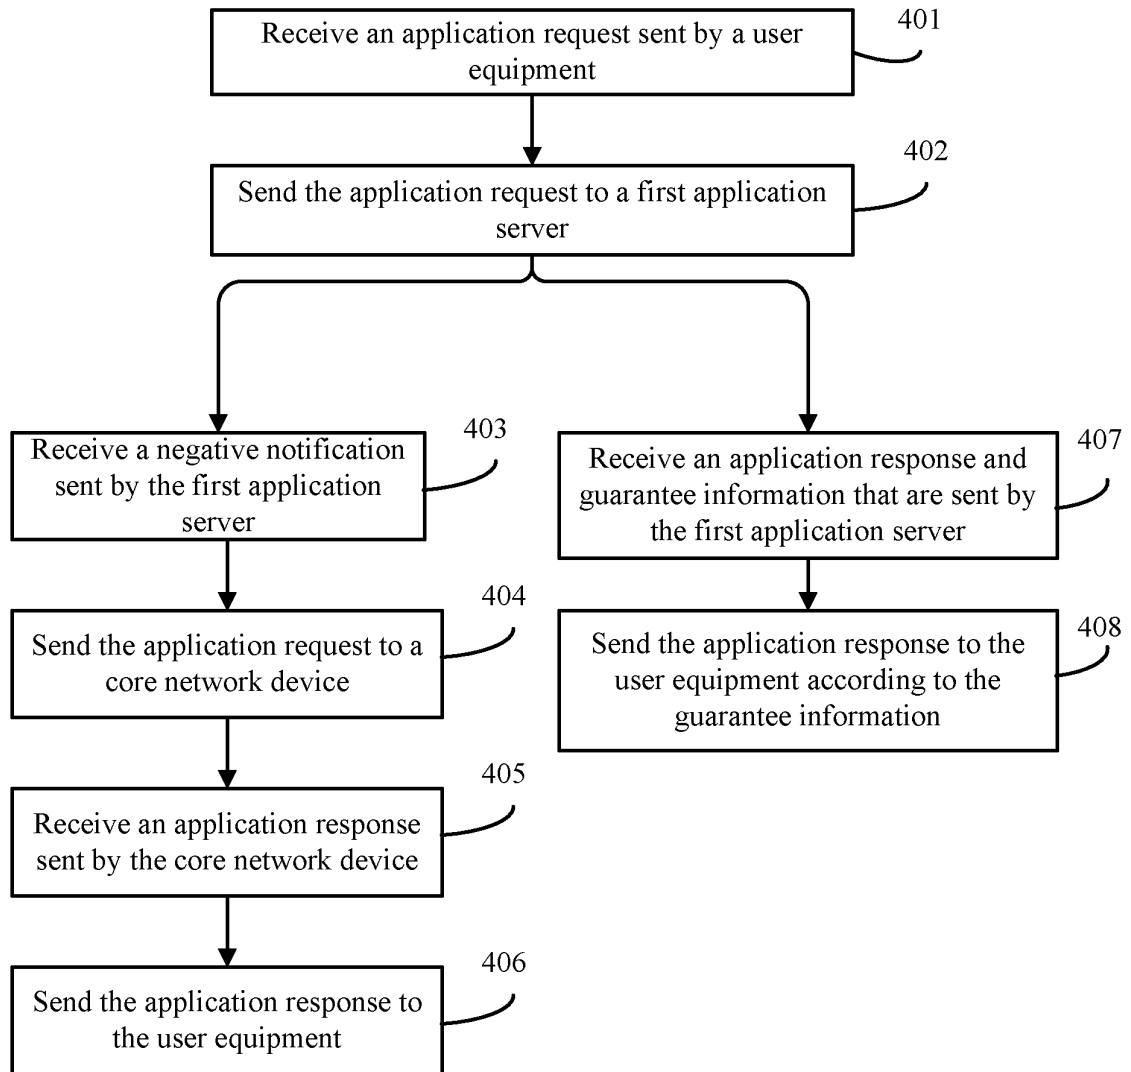 Receive an application request sent by a user
equipment
401
Send the application request to a first application
server
402
Receive a negative notification
sent by the first application
server
403
Send the application request to a
core network device
404
Receive an application response
sent by the core network device
405
Send the application response to
the user equipment
406
Receive an application response and
guarantee information that are sent by
the first application server
407
Send the application response to the
user equipment according to the
guarantee information
408